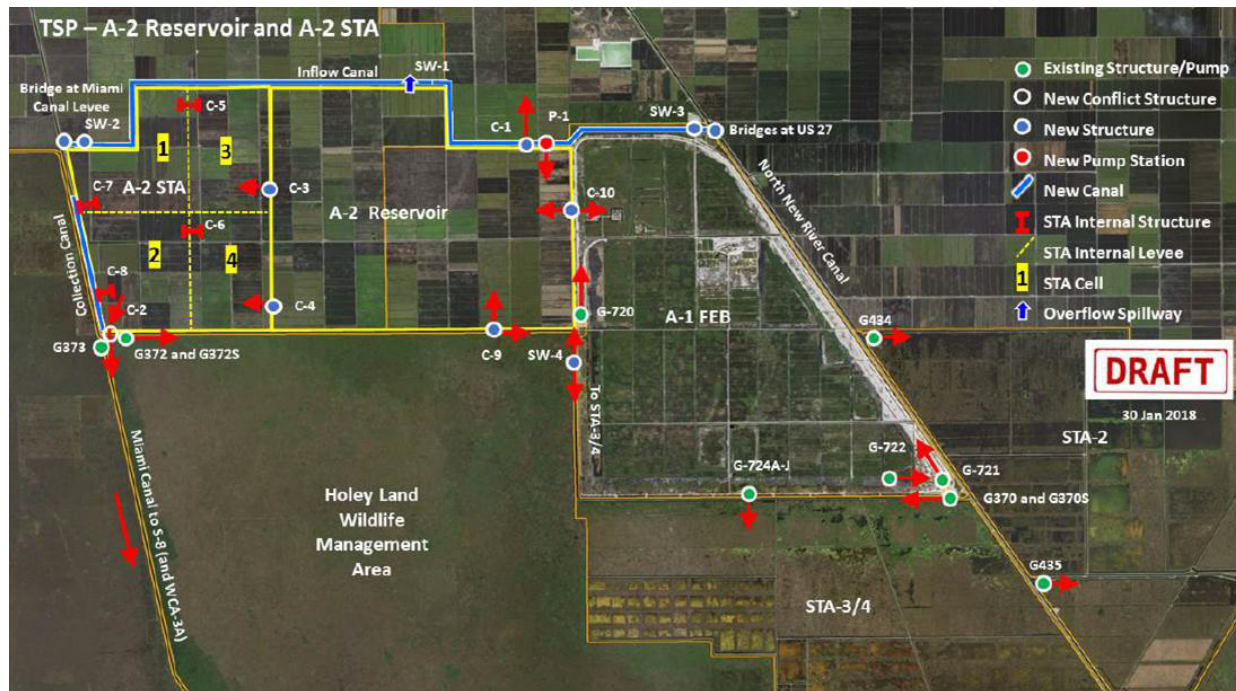 TSP – A-2 Reservoir and A-2 STA
SW-1
Inflow Canal
Bridge at Miami
Canal Levee
SW-2
C-5
1
3
C-7
A-2 STA
C-3
C-6
2
4
C-8
C-2
C-4
Collection Canal
G373
G372 and G372S
A-2 Reservoir
C-1
P-1
SW-3
Bridges at US 27
C-10
North New River Canal
G-720
A-1 FEB
C-9
SW-4
To STA-3/4
G434
G-722
G-721
G-724A-J
G370 and G370S
G435
STA-2
STA-3/4
Holey Land
Wildlife
Management
Area
Miami Canal to S-8 (and WCA-3A)
Existing Structure/Pump
New Conflict Structure
New Structure
New Pump Station
New Canal
STA Internal Structure
STA Internal Levee
1
STA Cell
Overflow Spillway
DRAFT
30 Jan 2018